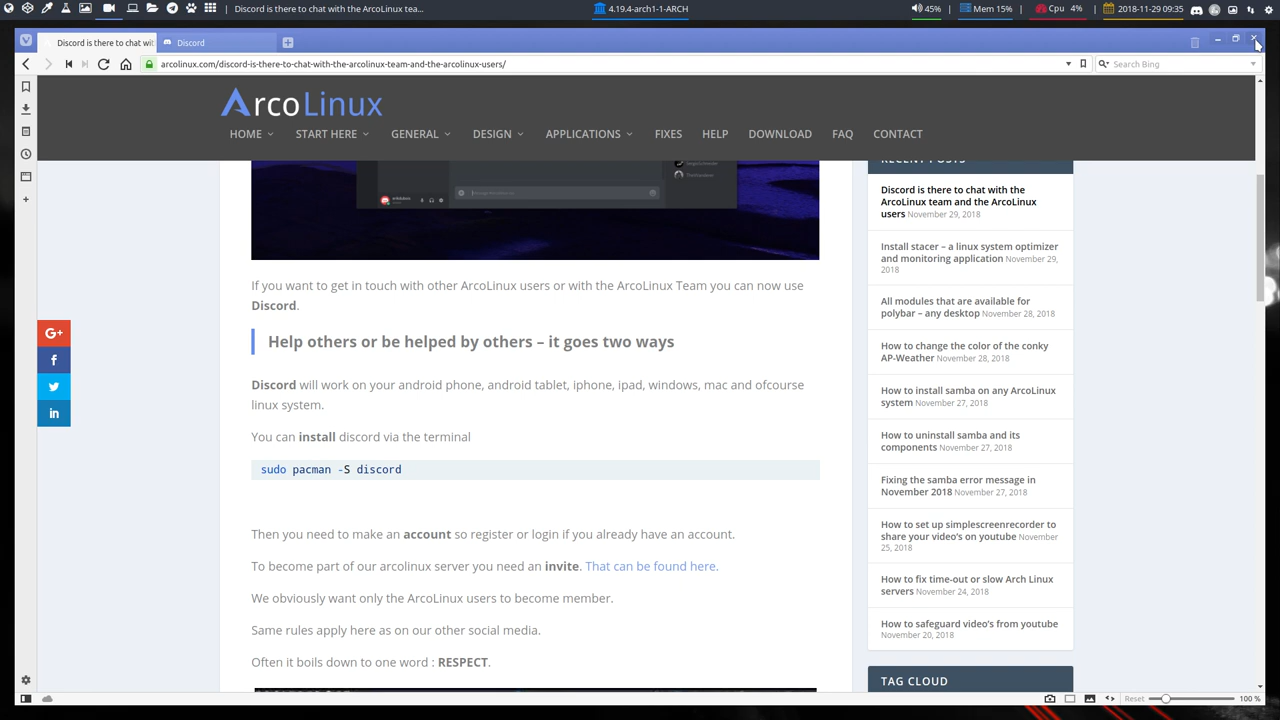 Discord is there to chat with the ArcoLinux tea...
4.19.4-arch1-1-ARCH
45%
Mem 15%
Cpu 4%
2018-11-29 09:35
Discord is there to chat wit
Discord
arcolinux.com/discord-is-there-to-chat-with-the-arcolinux-team-and-the-arcolinux-users/
Search Bing
ArcoLinux
HOME
START HERE
GENERAL
DESIGN
APPLICATIONS
FIXES
HELP
DOWNLOAD
FAQ
CONTACT
If you want to get in touch with other ArcoLinux users or with the ArcoLinux Team you can now use
Discord.
Help others or be helped by others – it goes two ways
Discord will work on your android phone, android tablet, iphone, ipad, windows, mac and ofcourse
linux system.
You can install discord via the terminal
sudo pacman -S discord
Then you need to make an account so register or login if you already have an account.
To become part of our arcolinux server you need an invite. That can be found here.
We obviously want only the ArcoLinux users to become member.
Same rules apply here as on our other social media.
Often it boils down to one word : RESPECT.
RECENT POSTS
Discord is there to chat with the
ArcoLinux team and the ArcoLinux
users November 29, 2018
Install stacer – a linux system optimizer
and monitoring application November 29,
2018
All modules that are available for
polybar – any desktop November 28, 2018
How to change the color of the conky
AP-Weather November 28, 2018
How to install samba on any ArcoLinux
system November 27, 2018
How to uninstall samba and its
components November 27, 2018
Fixing the samba error message in
November 2018 November 27, 2018
How to set up simplescreenrecorder to
share your video's on youtube November
25, 2018
How to fix time-out or slow Arch Linux
servers November 24, 2018
How to safeguard video's from youtube
November 20, 2018
TAG CLOUD
Reset
100 %